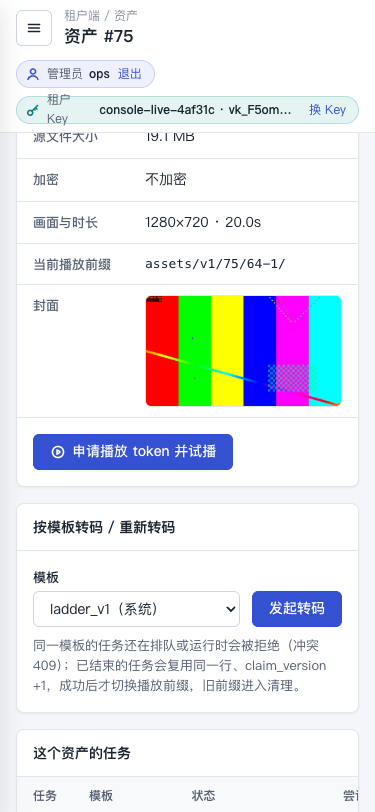 租户端 / 资产
资产 #75
管理员 ops 退出
租户 Key console-live-4af31c · vk_F5om... 换 Key
源文件大小 19.1 MB
加密 不加密
画面与时长 1280×720 · 20.0s
当前播放前缀 assets/v1/75/64-1/
封面
申请播放 token 并试播
按模板转码 / 重新转码
模板
ladder_v1（系统） 发起转码
同一模板的任务还在排队或运行时会被拒绝（冲突
409）；已结束的任务会复用同一行、claim_version
+1，成功后才切换播放前缀，旧前缀进入清理。
这个资产的任务
任务 模板 状态